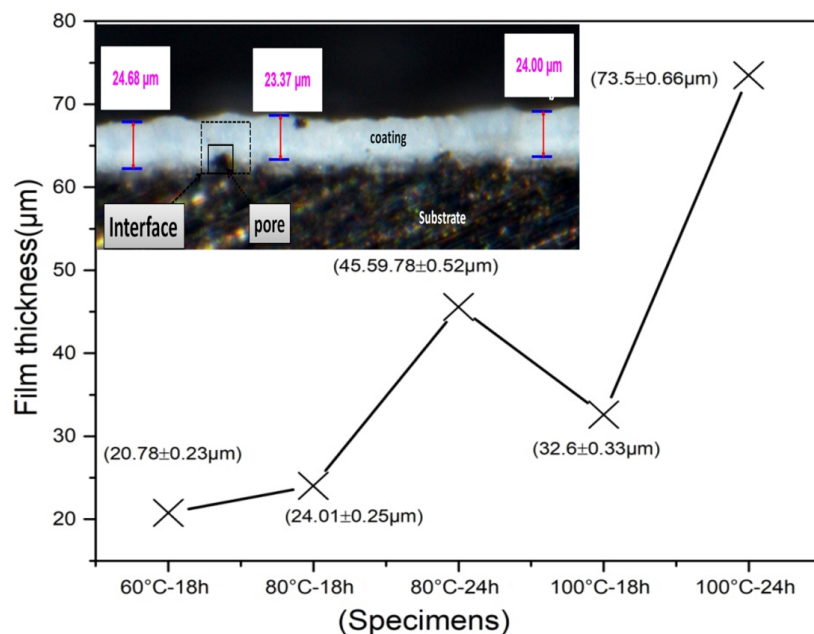 80
70
60
50
40
30
20
Film thickness(µm)
24.68 µm
23.37 µm
24.00 µm
coating
Interface
pore
Substrate
(73.5±0.66µm)
(45.59.78±0.52µm)
(20.78±0.23µm)
(24.01±0.25µm)
(32.6±0.33µm)
60°C-18h
80°C-18h
80°C-24h
100°C-18h
100°C-24h
(Specimens)